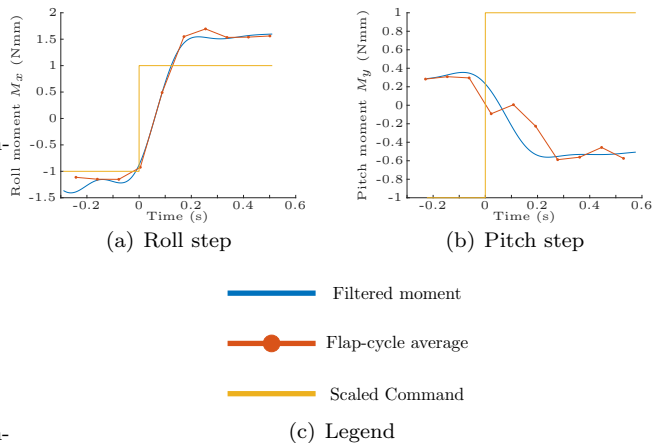 2
1.5
1
0.5
0
-0.5
-1
-1.5
Roll moment Mx (Nmm)
-0.2 0 0.2 0.4 0.6
Time (s)
(a) Roll step
1
0.8
0.6
0.4
0.2
0
-0.2
-0.4
-0.6
-0.8
-1
Pitch moment My (Nmm)
-0.2 0 0.2 0.4 0.6
Time (s)
(b) Pitch step
Filtered moment
Flap-cycle average
Scaled Command
(c) Legend